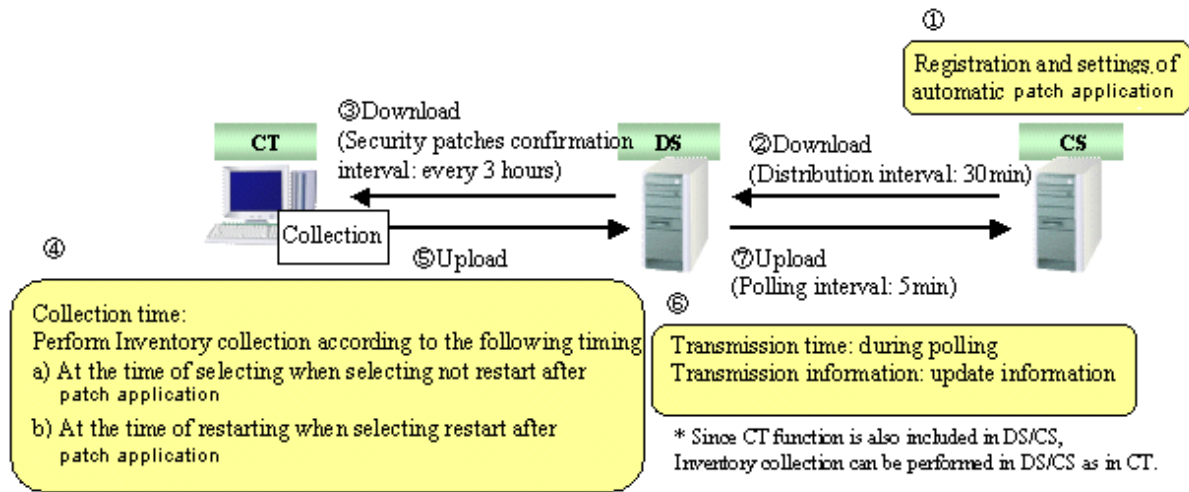 ①
Registration and settings of
automatic patch application
③Download
(Security patches confirmation
interval: every 3 hours)
CT
DS
②Download
(Distribution interval: 30 min)
CS
Collection
④
⑤Upload
⑦Upload
(Polling interval: 5min)
Collection time:
Perform Inventory collection according to the following timing
a) At the time of selecting when selecting not restart after
patch application
b) At the time of restarting when selecting restart after
patch application
⑥
Transmission time: during polling
Transmission information: update information
* Since CT function is also included in DS/CS,
Inventory collection can be performed in DS/CS as in CT.